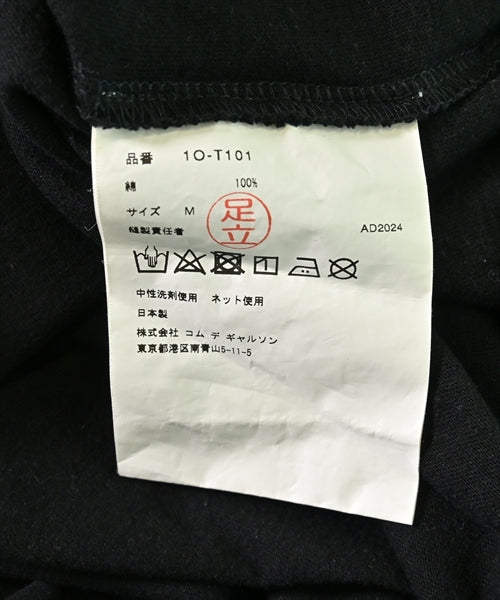 品番 1O-T101
綿 100%
サイズ M
足立
縫製責任者 AD2024
中性洗剤使用 ネット使用
日本製
株式会社 コム デ ギャルソン
東京都港区南青山5-11-5